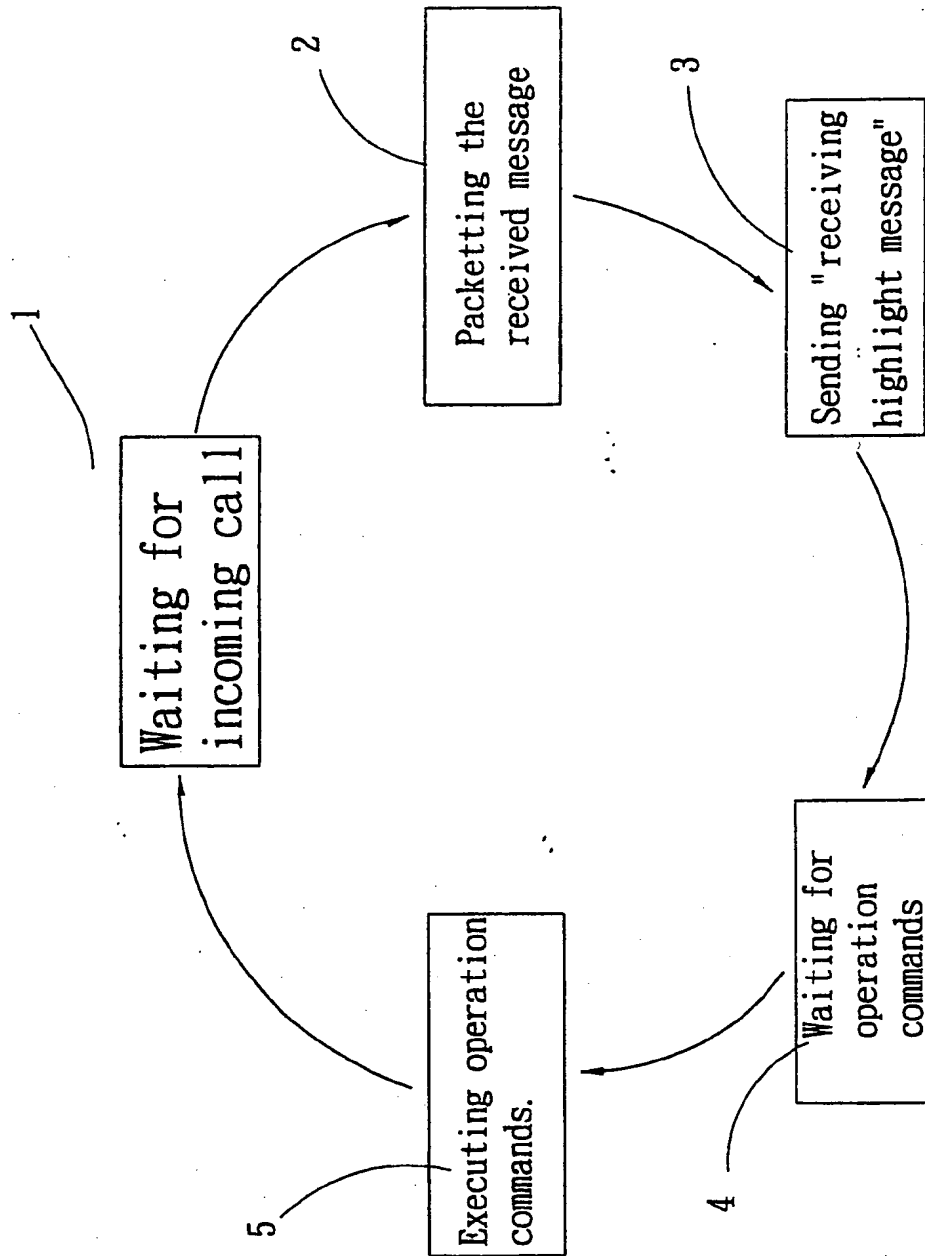 1
Waiting for
incoming call
2
Packetting the
received message
3
Sending "receiving
highlight message"
4
Waiting for
operation
commands
5
Executing operation
commands.